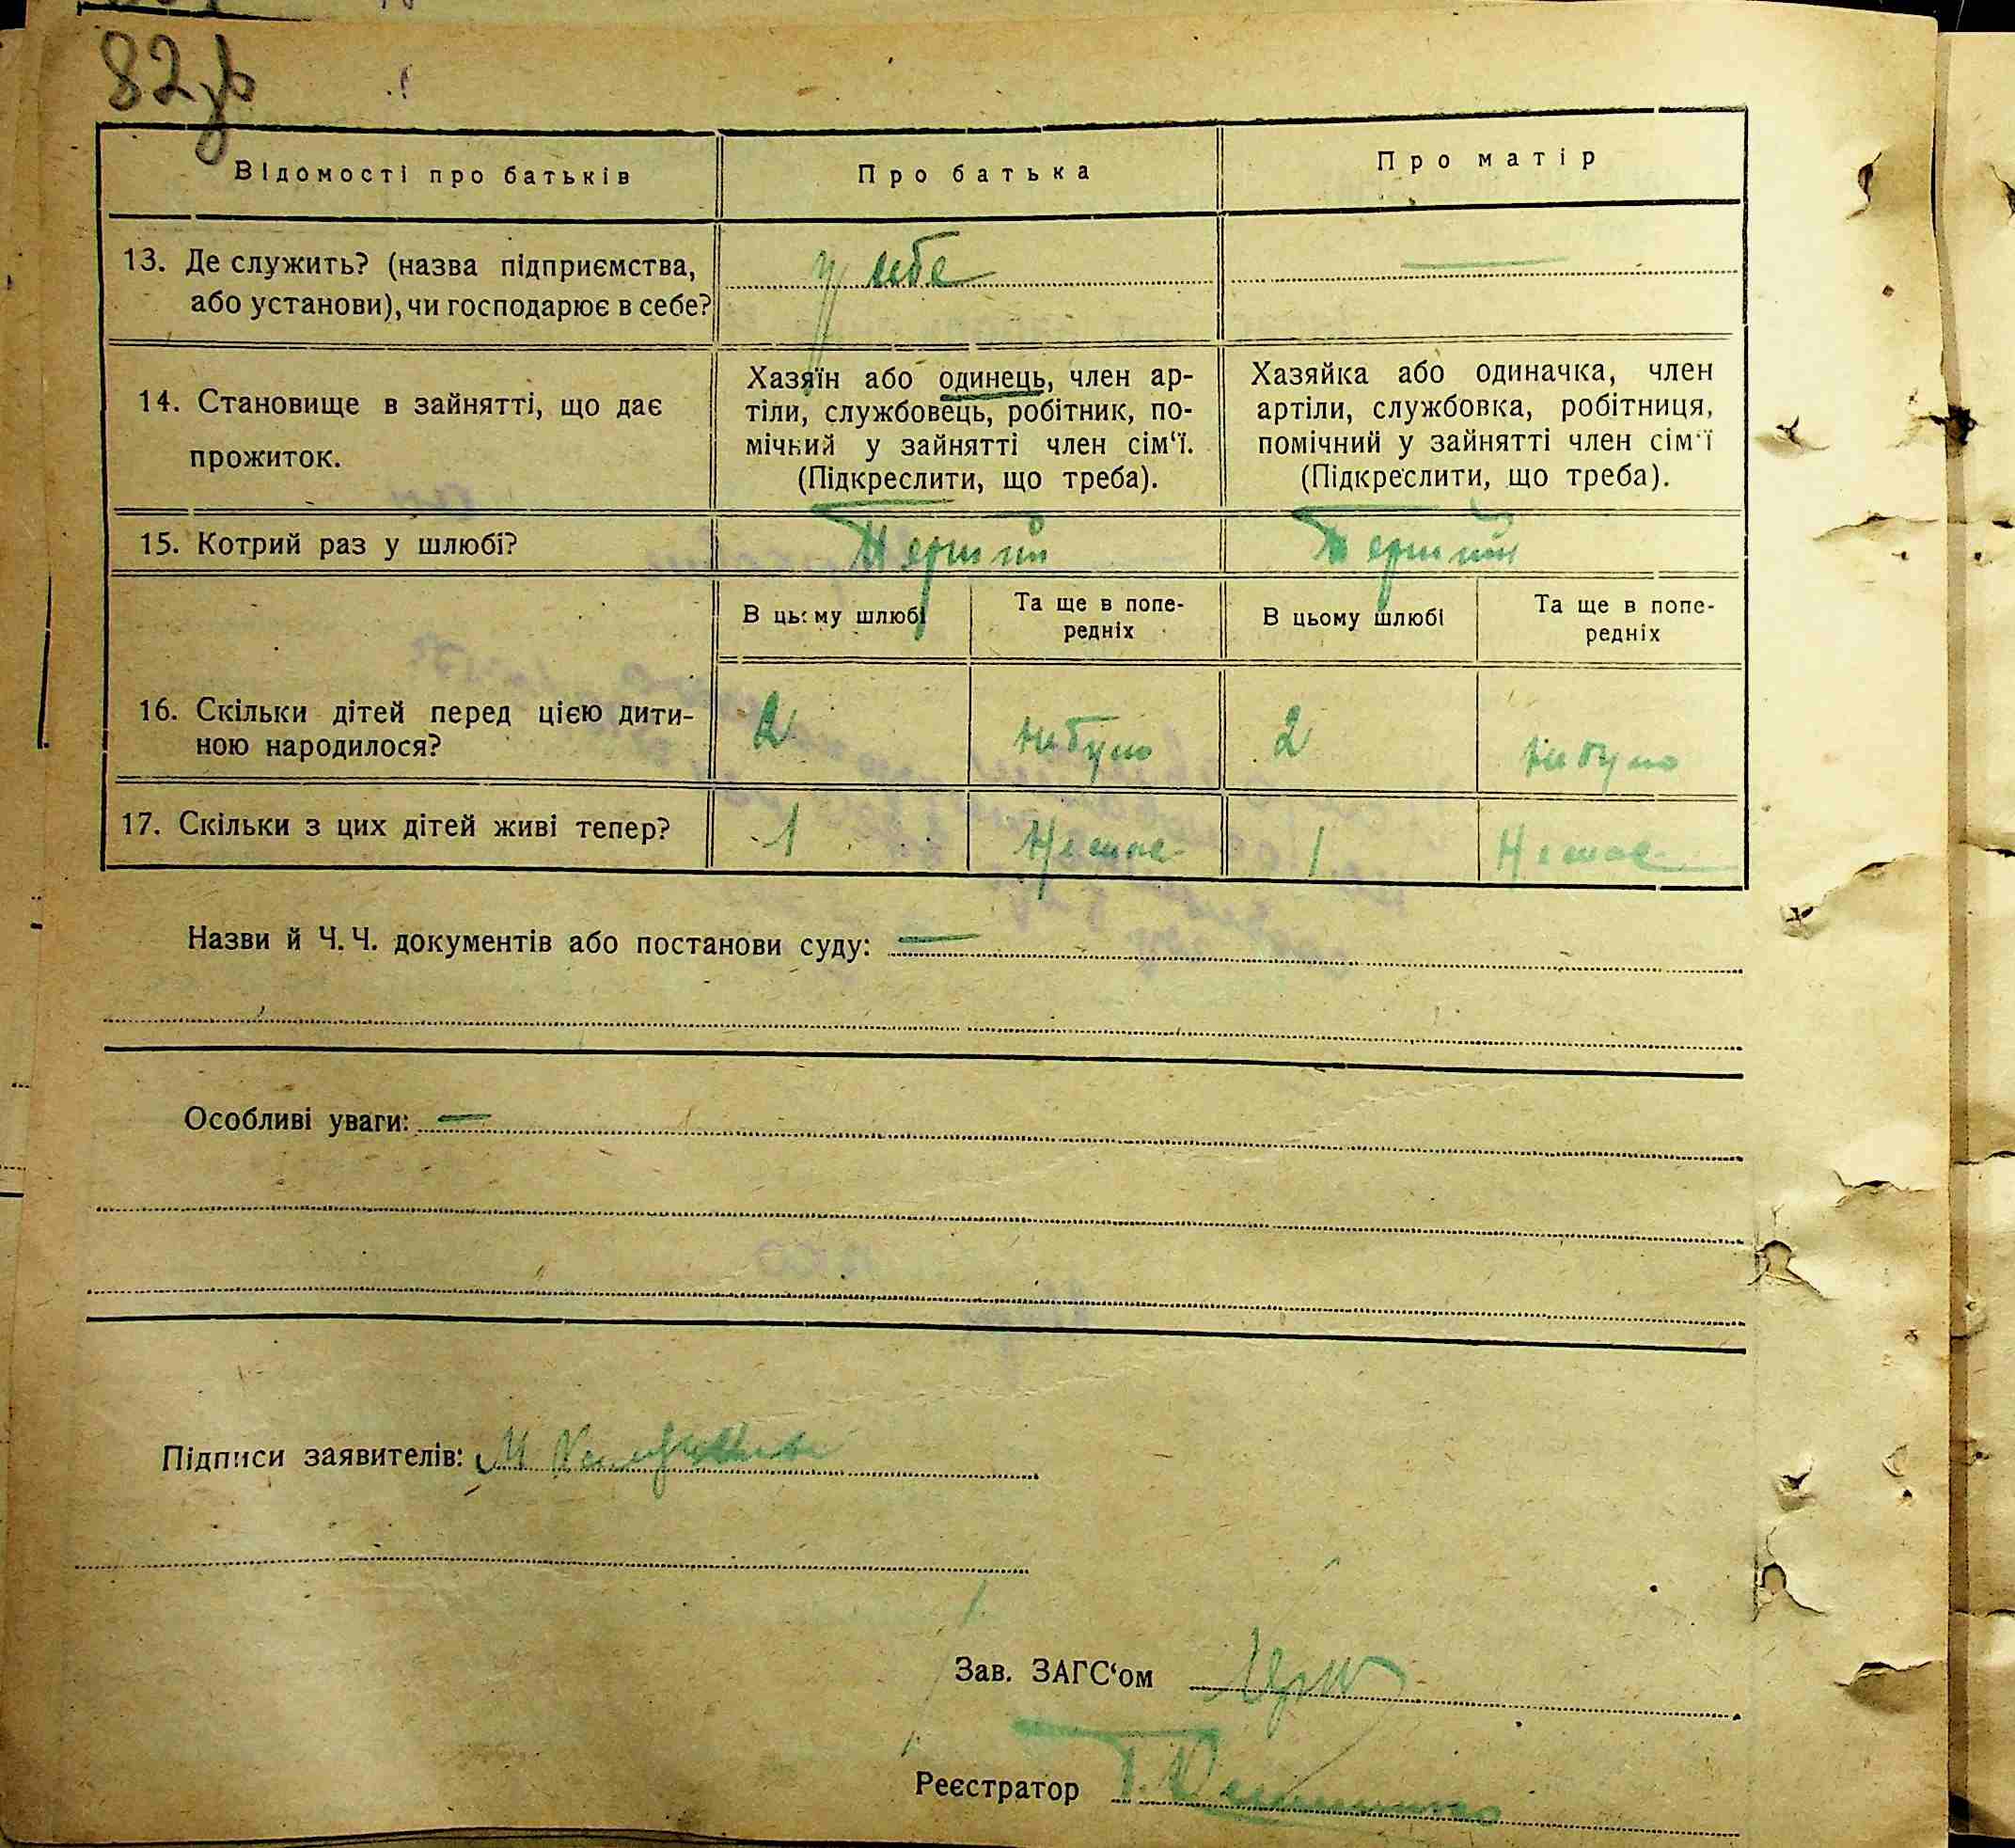 82
Відомості про батьків
Про батька
Про матір
13. Де служить? (назва підприємства,
або установи), чи господарює в себе?
у себе
14. Становище в зайнятті, що дає
прожиток.
Хазяїн або одинець, член ар-
тіли, службовець, робітник, по-
мічний у зайнятті член сім‘ї.
(Підкреслити, що треба).
Хазяйка або одиначка, член
артіли, службовка, робітниця,
помічний у зайнятті член сім‘ї
(Підкреслити, що треба).
15. Котрий раз у шлюбі?
Перший
Перший
В цьому шлюбі
Та ще в попе-
редніх
В цьому шлюбі
Та ще в попе-
редніх
16. Скільки дітей перед цією дити-
ною народилося?
2
не було
2
не було
17. Скільки з цих дітей живі тепер?
1
Немає
1
Немає
Назви й Ч. Ч. документів або постанови суду: —
Особливі уваги: —
Підписи заявителів: М
Зав. ЗАГС‘ом
Реєстратор